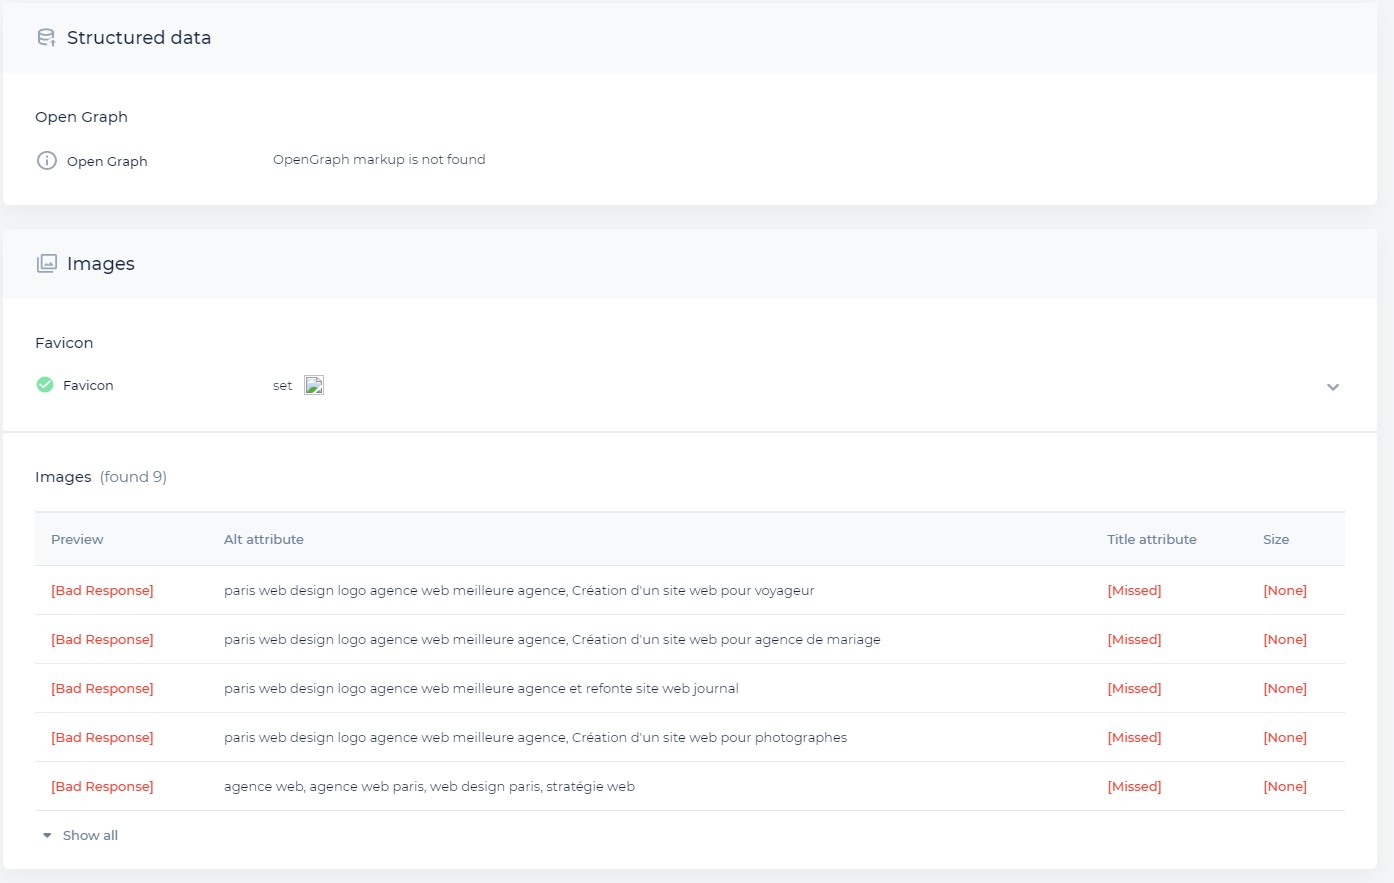 Structured data
Open Graph
Open Graph OpenGraph markup is not found
Images
Favicon
Favicon set
Images (found 9)
Preview Alt attribute Title attribute Size
[Bad Response] paris web design logo agence web meilleure agence, Création d'un site web pour voyageur [Missed] [None]
[Bad Response] paris web design logo agence web meilleure agence, Création d'un site web pour agence de mariage [Missed] [None]
[Bad Response] paris web design logo agence web meilleure agence et refonte site web journal [Missed] [None]
[Bad Response] paris web design logo agence web meilleure agence, Création d'un site web pour photographes [Missed] [None]
[Bad Response] agence web, agence web paris, web design paris, stratégie web [Missed] [None]
Show all